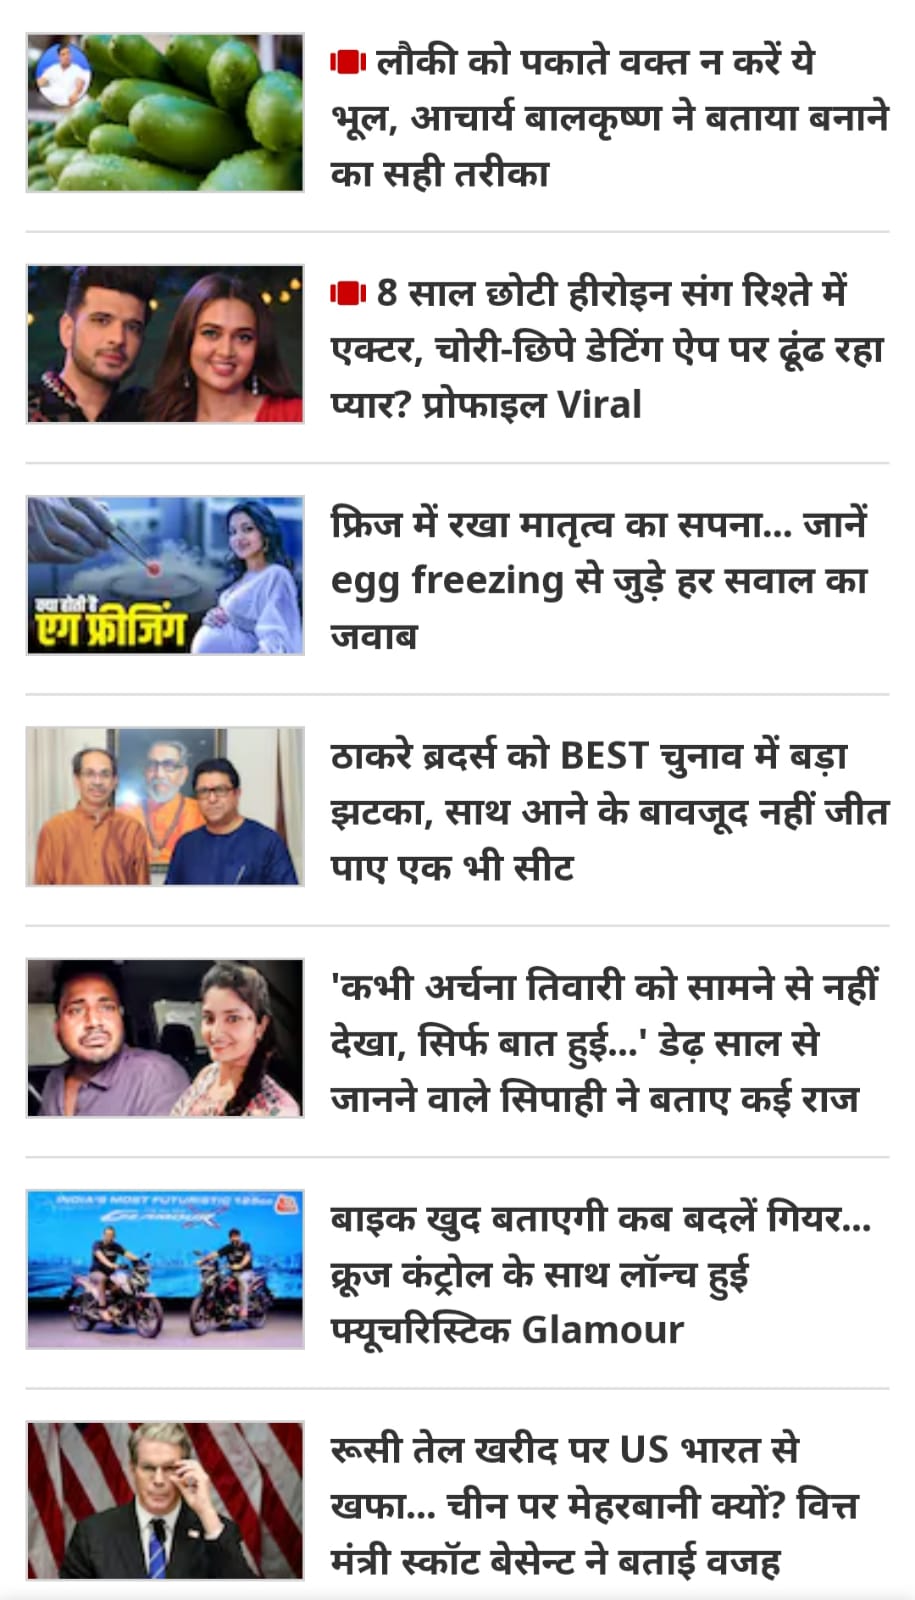 लौकी को पकाते वक्त न करें ये
भूल, आचार्य बालकृष्ण ने बताया बनाने
का सही तरीका
8 साल छोटी हीरोइन संग रिश्ते में
एक्टर, चोरी-छिपे डेटिंग ऐप पर ढूंढ रहा
प्यार? प्रोफाइल Viral
क्या होती है
एग फ्रीजिंग
फ्रिज में रखा मातृत्व का सपना... जानें
egg freezing से जुड़े हर सवाल का
जवाब
ठाकरे ब्रदर्स को BEST चुनाव में बड़ा
झटका, साथ आने के बावजूद नहीं जीत
पाए एक भी सीट
'कभी अर्चना तिवारी को सामने से नहीं
देखा, सिर्फ बात हुई...' डेढ़ साल से
जानने वाले सिपाही ने बताए कई राज
INDIA'S MOST FUTURISTIC 125cc
GLAMOUR X
बाइक खुद बताएगी कब बदलें गियर...
क्रूज कंट्रोल के साथ लॉन्च हुई
फ्यूचरिस्टिक Glamour
रूसी तेल खरीद पर US भारत से
खफा... चीन पर मेहरबानी क्यों? वित्त
मंत्री स्कॉट बेसेन्ट ने बताई वजह